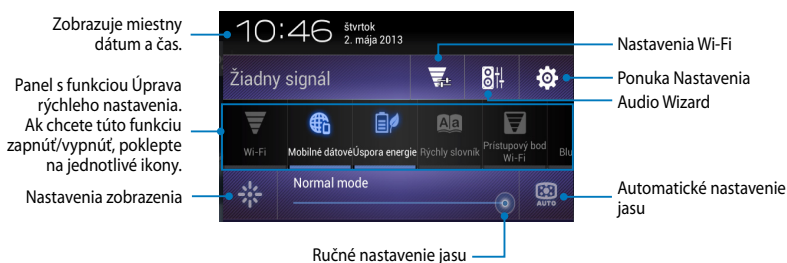 Zobrazuje miestny
dátum a čas.
Panel s funkciou Úprava
rýchleho nastavenia.
Ak chcete túto funkciu
zapnúť/vypnúť, poklepte
na jednotlivé ikony.
Nastavenia zobrazenia
10:46
štvrtok
2. mája 2013
Žiadny signál
Wi-Fi
Mobilné dátové
Úspora energie
Rýchly slovník
Prístupový bod
Wi-Fi
Blu
Normal mode
AUTO
Nastavenia Wi-Fi
Ponuka Nastavenia
Audio Wizard
Automatické nastavenie
jasu
Ručné nastavenie jasu